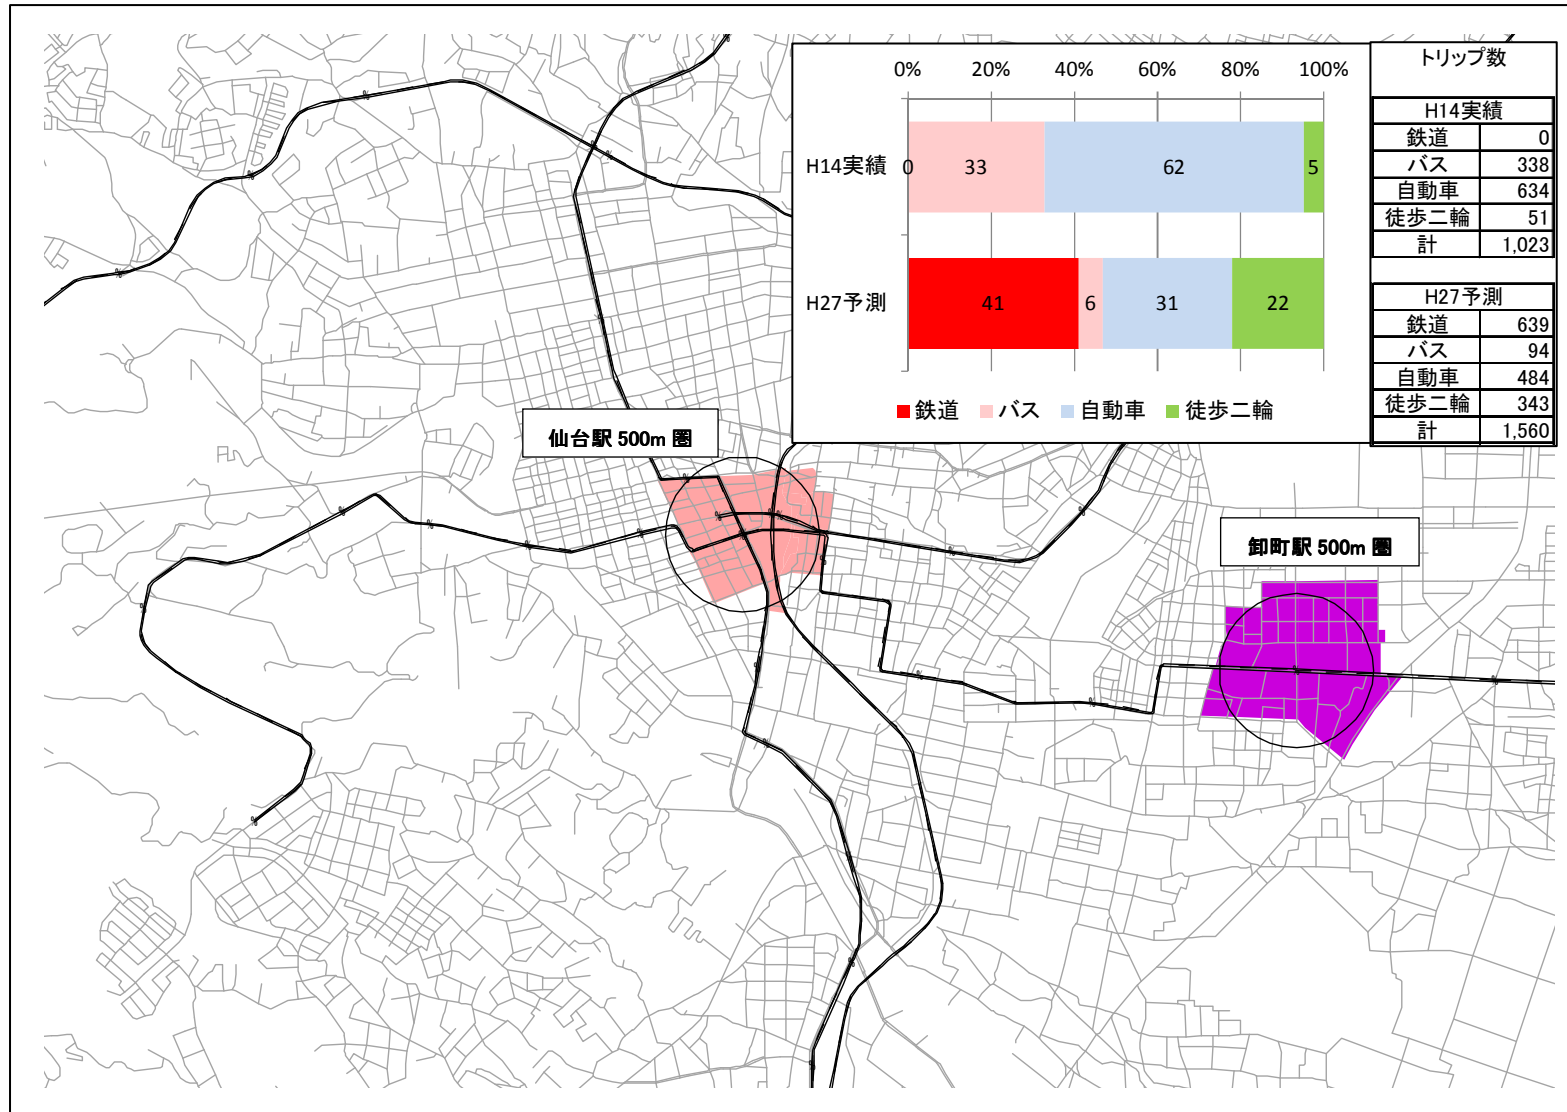 0% 20% 40% 60% 80% 100%
H14実績 0 33 62 5
H27予測 41 6 31 22
鉄道 バス 自動車 徒歩二輪
トリップ数
H14実績
鉄道 0
バス 338
自動車 634
徒歩二輪 51
計 1,023
H27予測
鉄道 639
バス 94
自動車 484
徒歩二輪 343
計 1,560
仙台駅 500m 圏
卸町駅 500m 圏